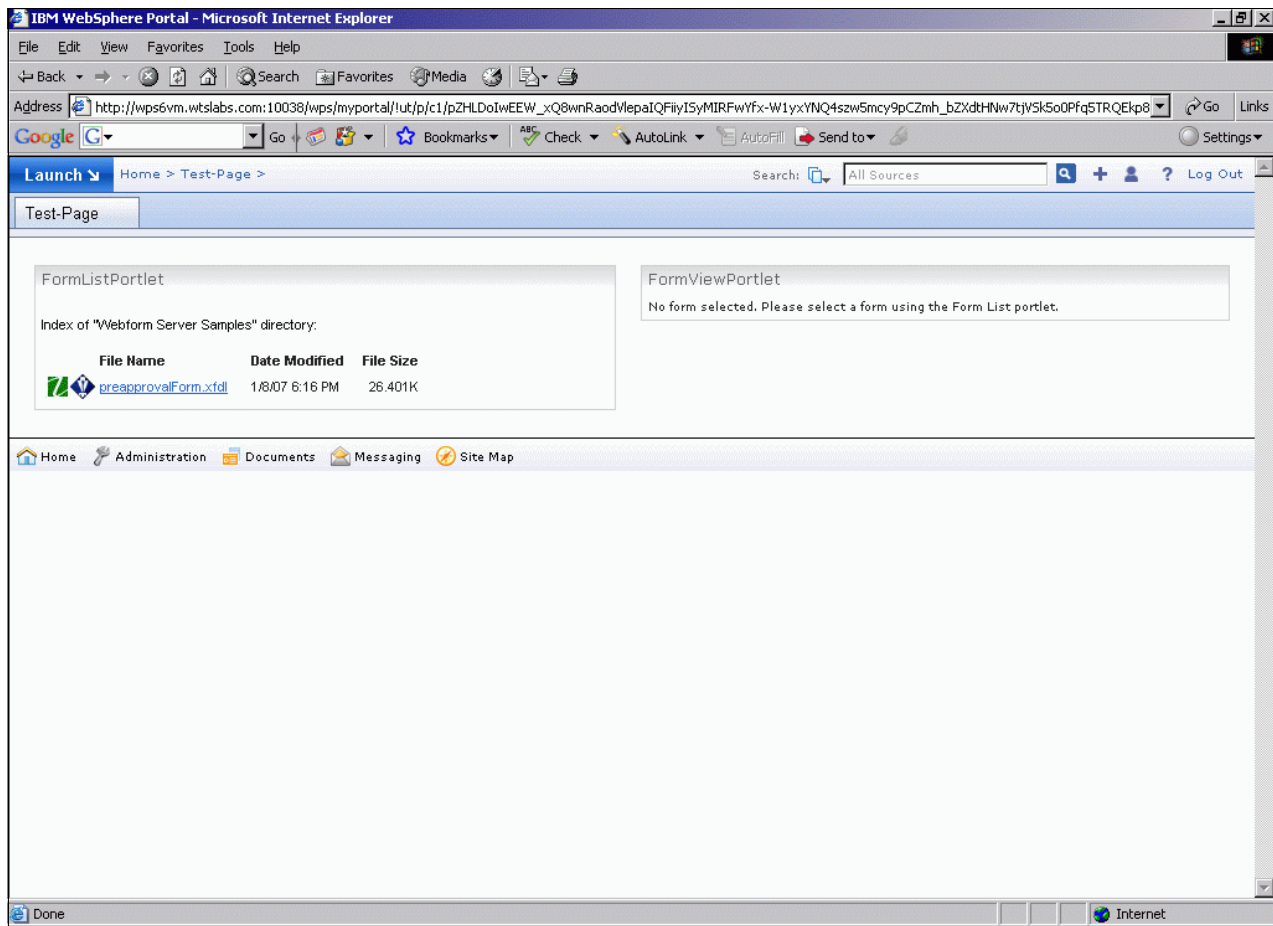 IBM WebSphere Portal - Microsoft Internet Explorer
File Edit View Favorites Tools Help
Back Search Favorites Media
Address http://wps6vm.wtslabs.com:10038/wps/myportal/!ut/p/c1/pZHLDoIwEEW_xQ8wnRaodVlepaIQFiiyISyMIRFwYfx-W1yxYNQ4szw5mcy9pCZmh_bZXdtHNw7tjVSk5o0Pfq5TRQEkp8 Go Links
Google G Go Bookmarks ABC Check AutoLink AutoFill Send to Settings
Launch Home > Test-Page > Search: All Sources ? Log Out
Test-Page
FormListPortlet
Index of "Webform Server Samples" directory:
File Name Date Modified File Size
preapprovalForm.xfdl 1/8/07 6:16 PM 26.401K
FormViewPortlet
No form selected. Please select a form using the Form List portlet.
Home Administration Documents Messaging Site Map
Done Internet